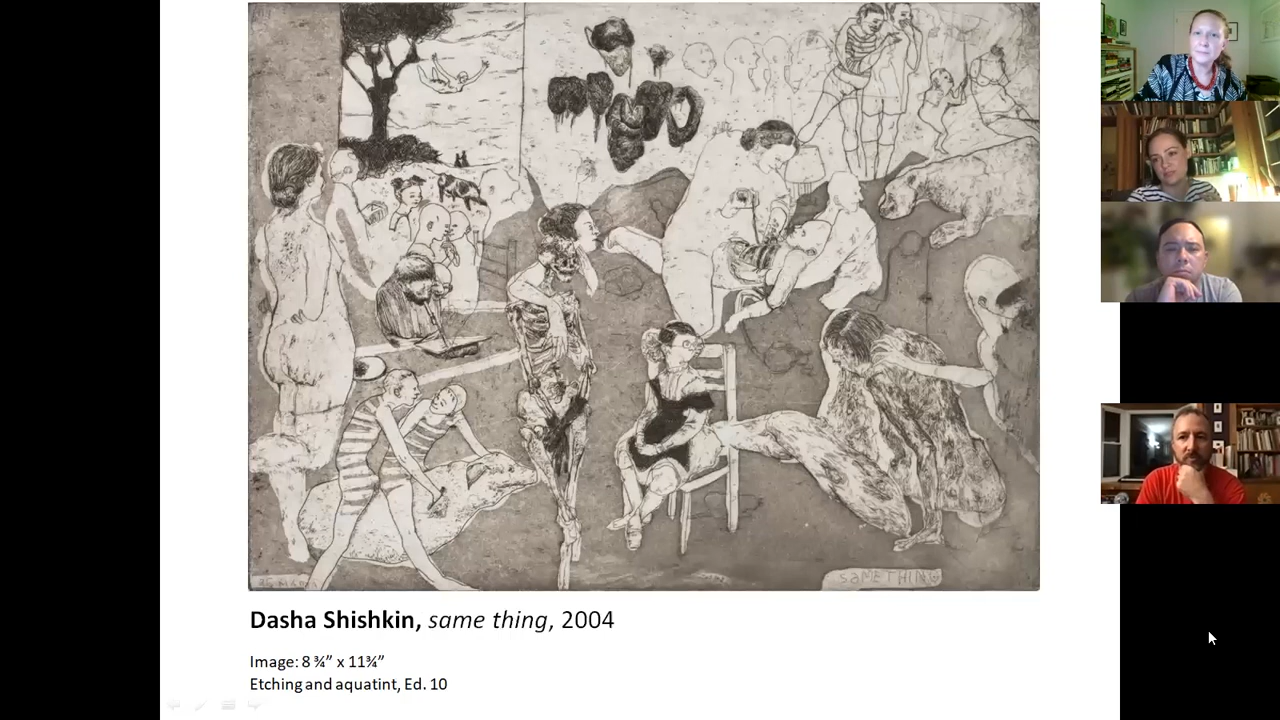 SAMETHING
Dasha Shishkin, same thing, 2004
Image: 8 ¾” x 11¾”
Etching and aquatint, Ed. 10